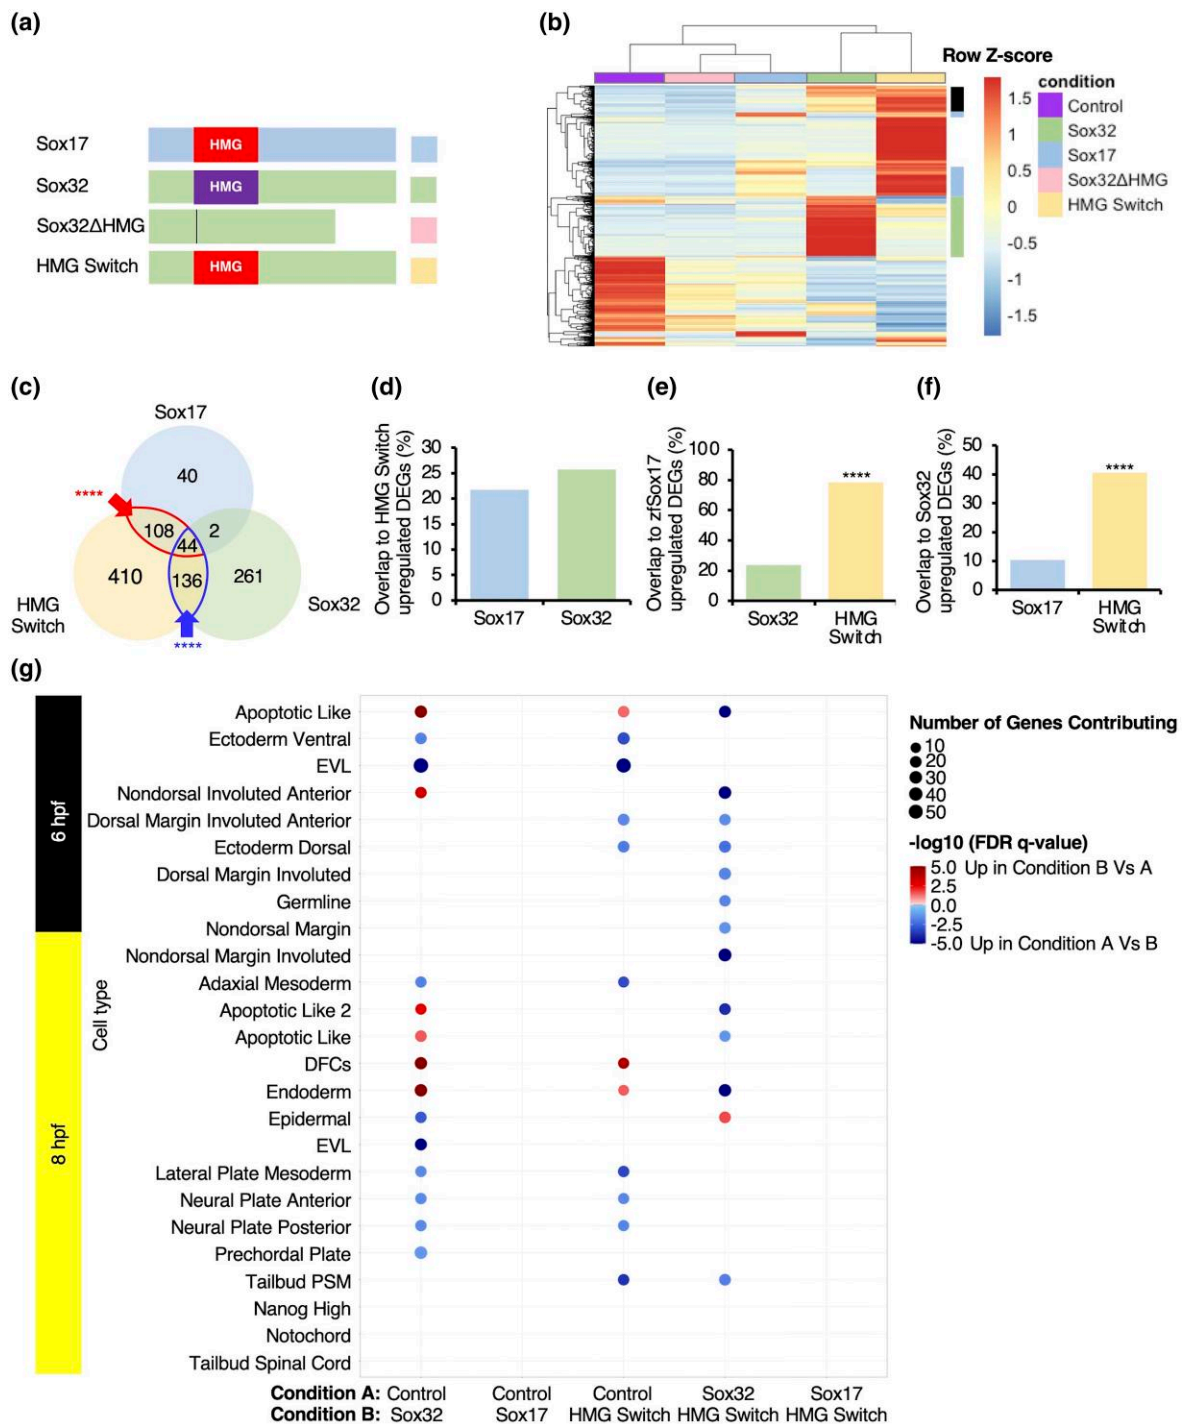 (a)
Sox17
HMG
Sox32
HMG
Sox32ΔHMG
HMG Switch
HMG
(b)
Row Z-score
1.5
1
0.5
0
-0.5
-1
-1.5
condition
Control
Sox32
Sox17
Sox32ΔHMG
HMG Switch
(c)
Sox17
40
****
108
2
44
410
136
261
HMG
Switch
Sox32
****
(d)
Overlap to HMG Switch
upregulated DEGs (%)
30
25
20
15
10
5
0
Sox17
Sox32
(e)
Overlap to zfSox17
upregulated DEGs (%)
100
80
60
40
20
0
****
Sox32
HMG
Switch
(f)
Overlap to Sox32
upregulated DEGs (%)
50
40
30
20
10
0
****
Sox17
HMG
Switch
(g)
6 hpf
8 hpf
Cell type
Apoptotic Like
Ectoderm Ventral
EVL
Nondorsal Involuted Anterior
Dorsal Margin Involuted Anterior
Ectoderm Dorsal
Dorsal Margin Involuted
Germline
Nondorsal Margin
Nondorsal Margin Involuted
Adaxial Mesoderm
Apoptotic Like 2
Apoptotic Like
DFCs
Endoderm
Epidermal
EVL
Lateral Plate Mesoderm
Neural Plate Anterior
Neural Plate Posterior
Prechordal Plate
Tailbud PSM
Nanog High
Notochord
Tailbud Spinal Cord
Condition A: Control Control Control Sox32 Sox17
Condition B: Sox32 Sox17 HMG Switch HMG Switch HMG Switch
Number of Genes Contributing
10
20
30
40
50
-log10 (FDR q-value)
5.0 Up in Condition B Vs A
2.5
0.0
-2.5
-5.0 Up in Condition A Vs B